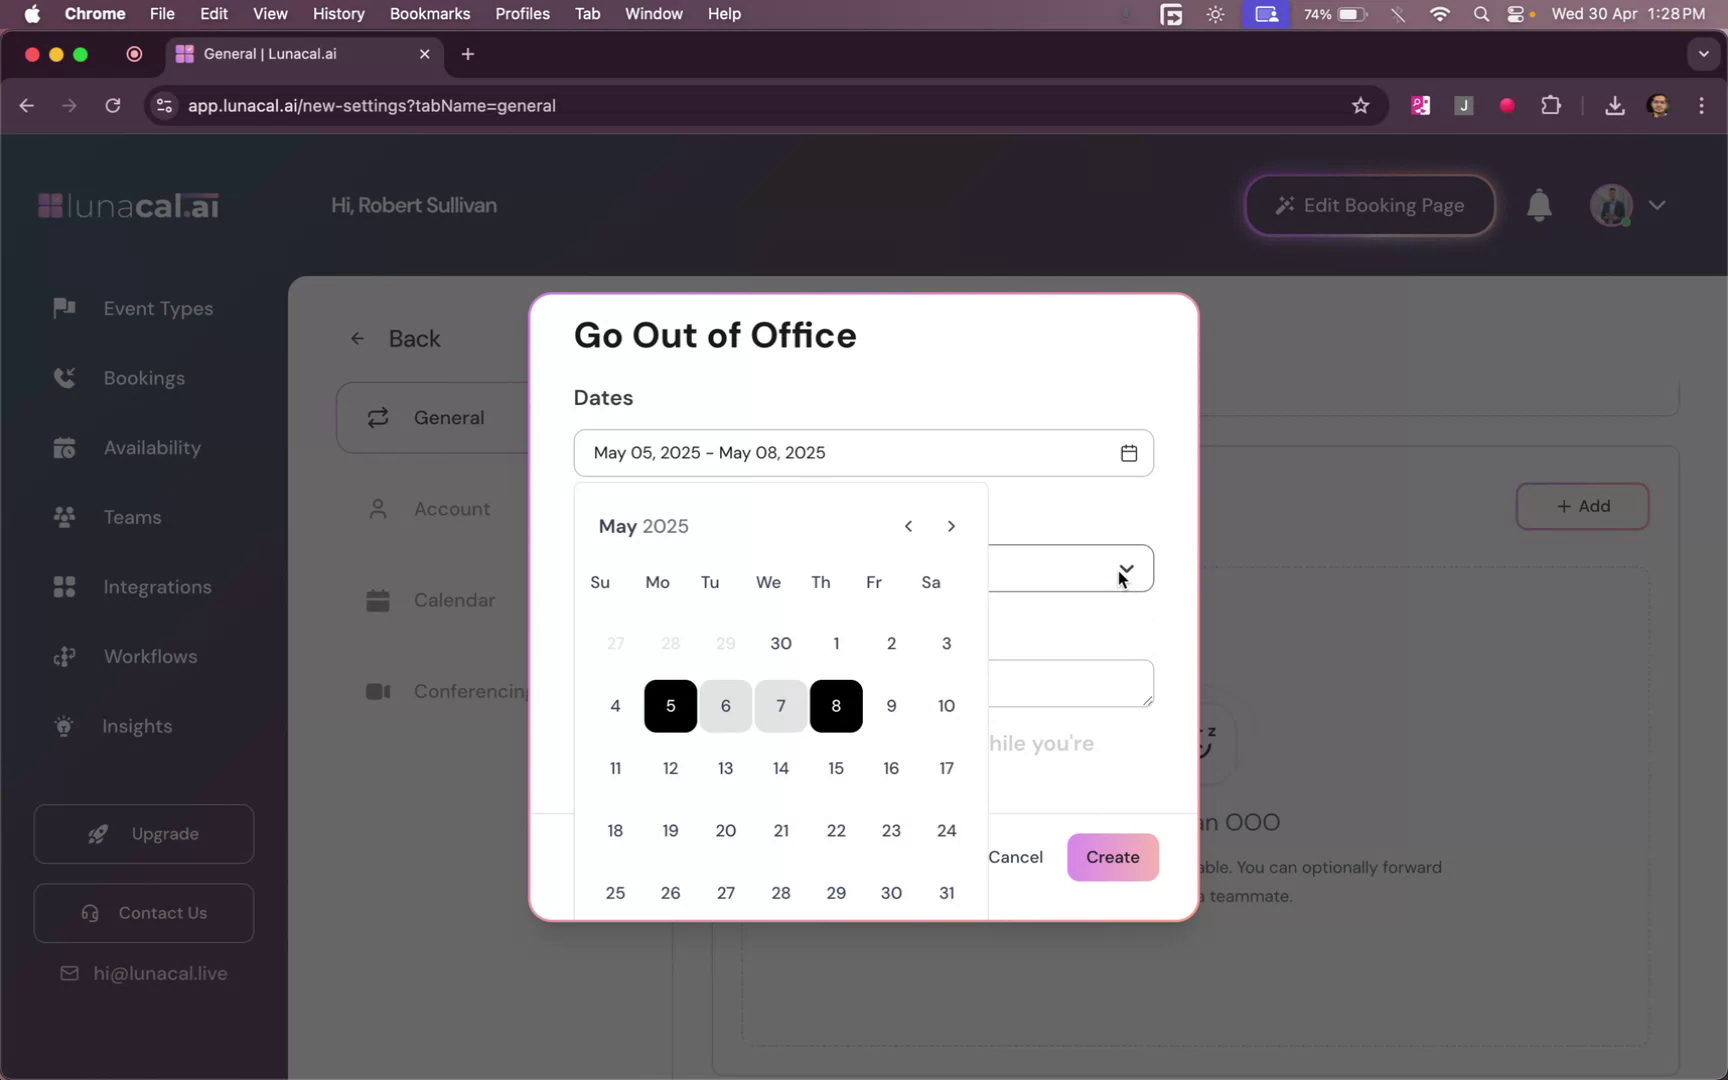 Chrome File Edit View History Bookmarks Profiles Tab Window Help 74% Wed 30 Apr 1:28 PM
General | Lunacal.ai
app.lunacal.ai/new-settings?tabName=general
J
lunacal.ai
Hi, Robert Sullivan
Edit Booking Page
Event Types
Bookings
Availability
Teams
Integrations
Workflows
Insights
Upgrade
Contact Us
hi@lunacal.live
Back
General
Account
Calendar
Conferencing
Go Out of Office
Dates
May 05, 2025 - May 08, 2025
May 2025
Su Mo Tu We Th Fr Sa
27 28 29 30 1 2 3
4 5 6 7 8 9 10
11 12 13 14 15 16 17
18 19 20 21 22 23 24
25 26 27 28 29 30 31
hile you're
Cancel Create
+ Add
z
an OOO
able. You can optionally forward
a teammate.